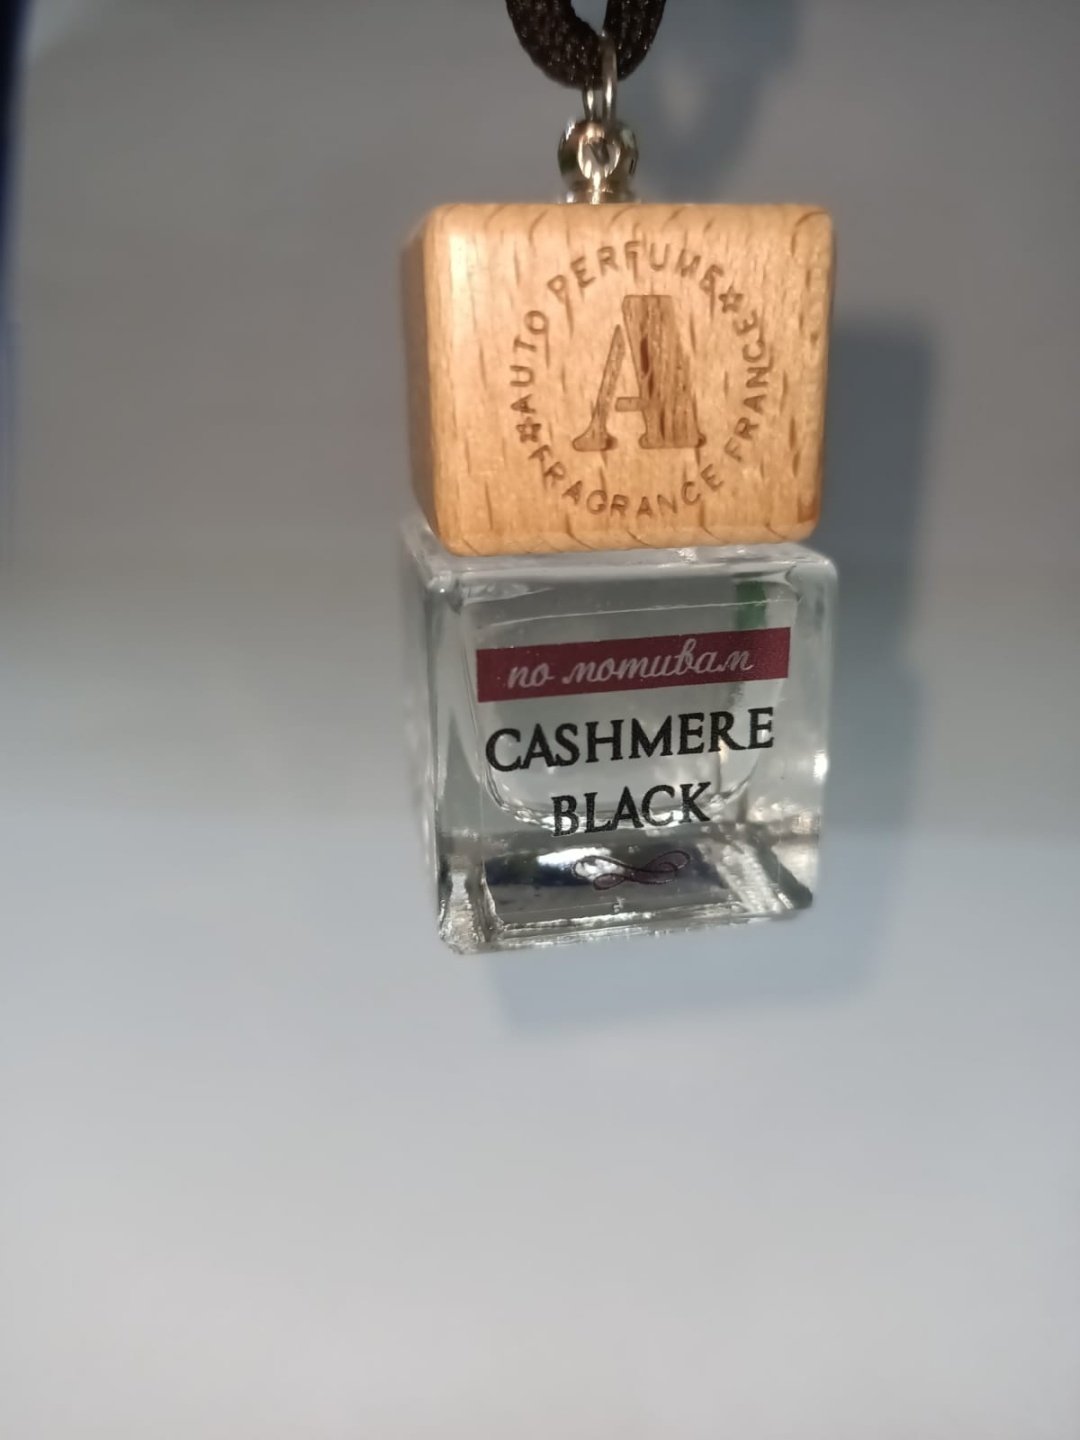 ☆AUTO PERFUME☆
FRAGRANCE FRANCE
A
по мотивам
CASHMERE
BLACK